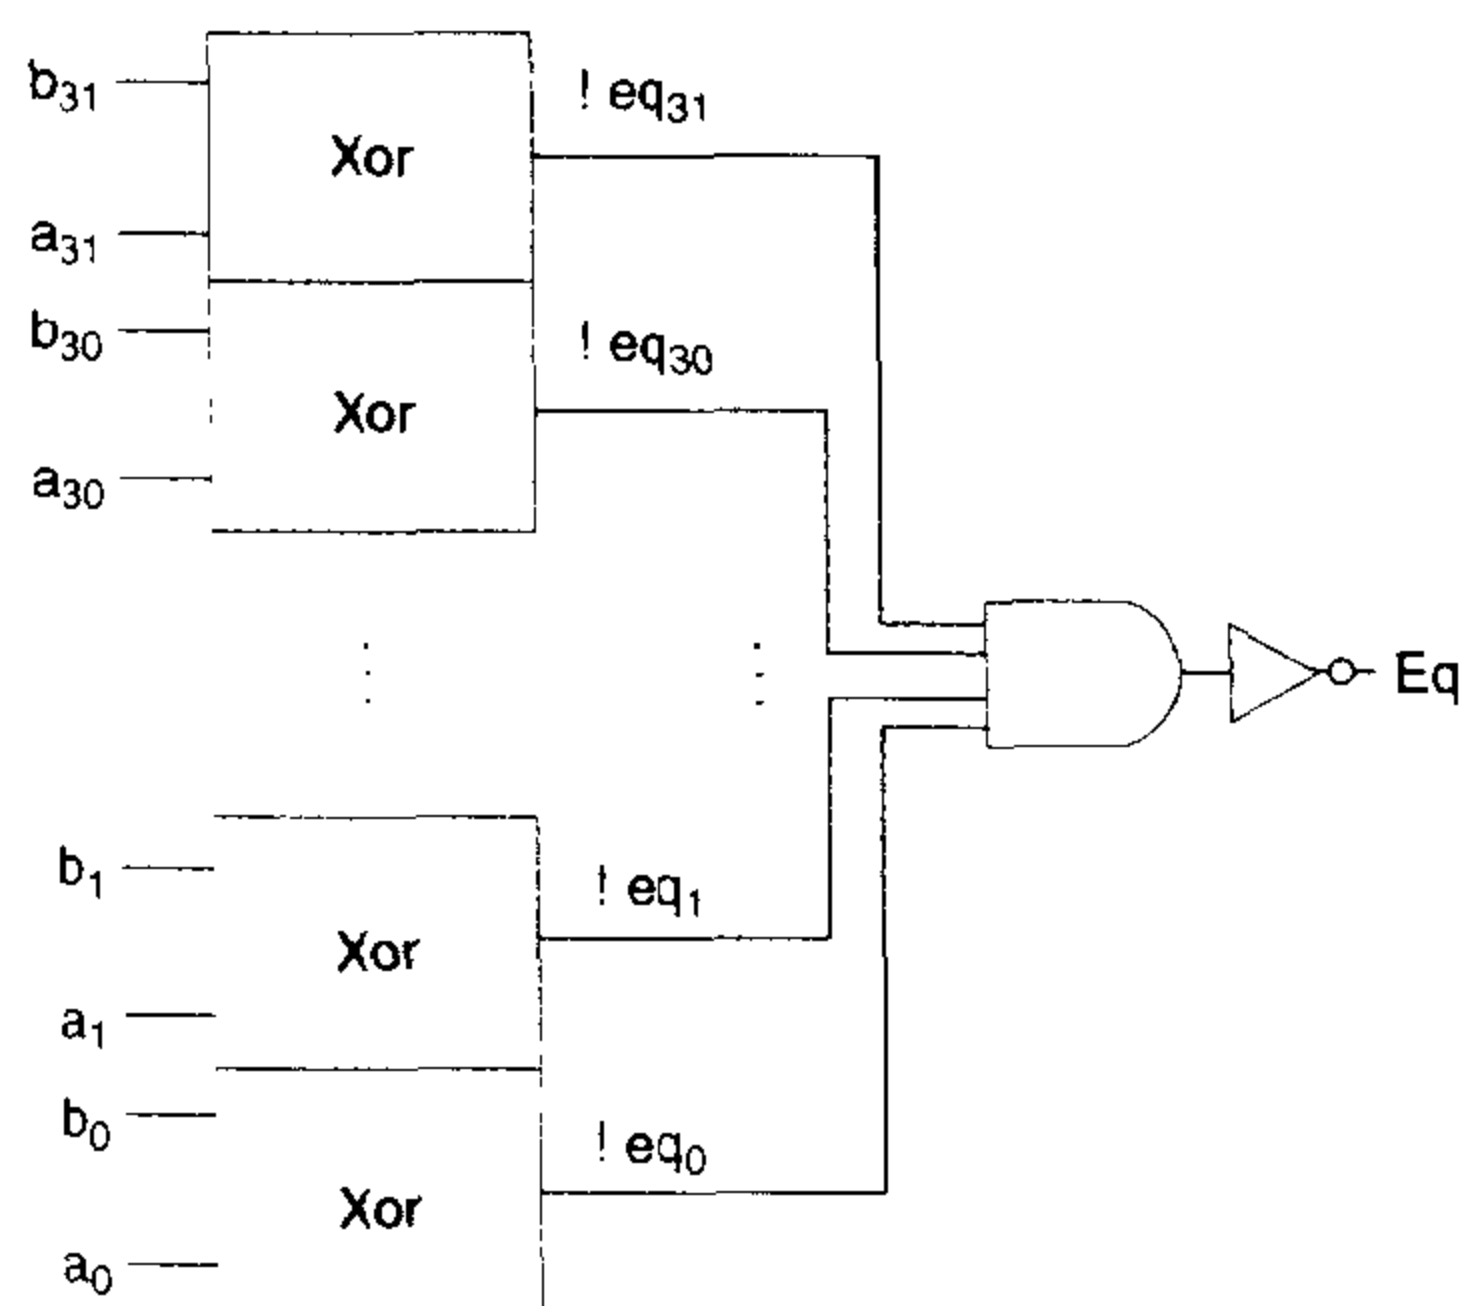 b₃₁
! eq₃₁
Xor
a₃₁
b₃₀
! eq₃₀
Xor
a₃₀
Eq
b₁
! eq₁
Xor
a₁
b₀
! eq₀
Xor
a₀